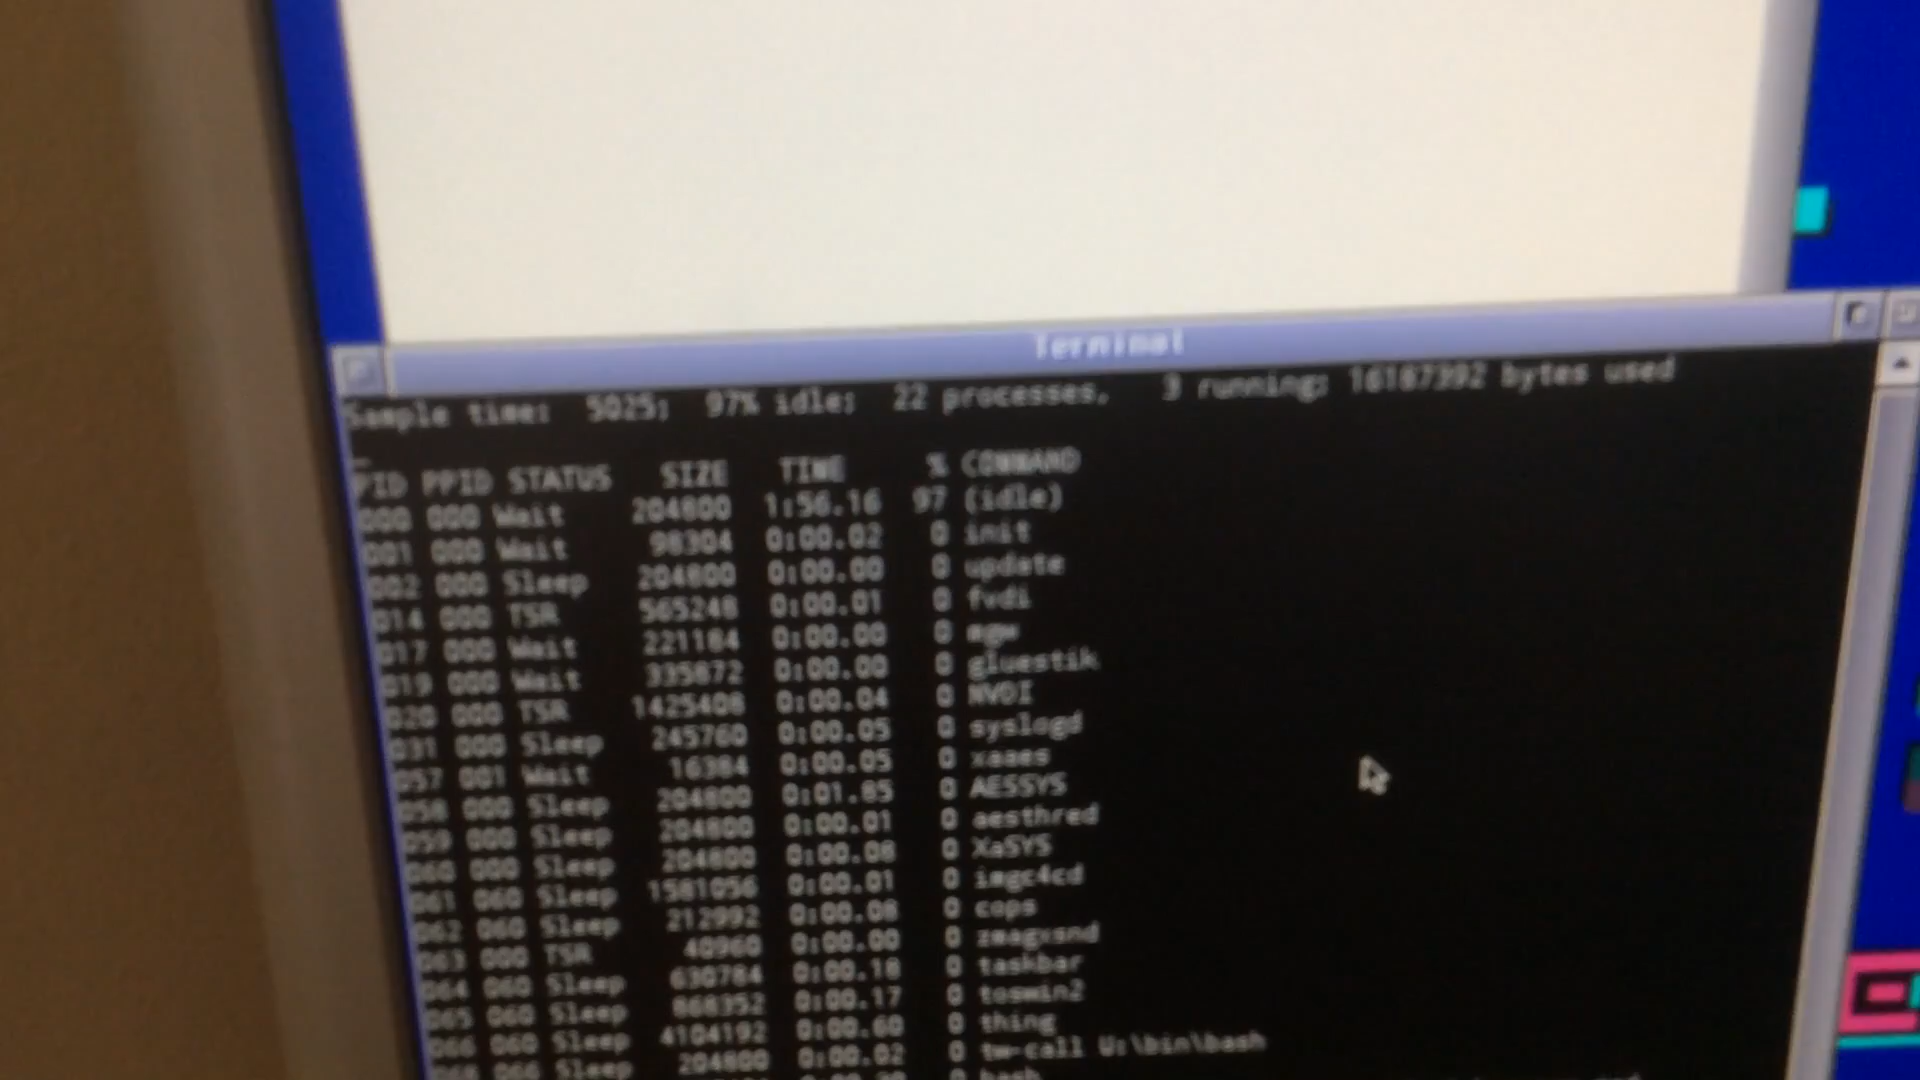 Terminal
Sample time: 5025; 97% idle; 22 processes, 3 running; 16187392 bytes used
PID PPID STATUS SIZE TIME % COMMAND
000 000 Wait 204800 1:56.16 97 (idle)
001 000 Wait 98304 0:00.02 0 init
002 000 Sleep 204800 0:00.00 0 update
014 000 TSR 565248 0:00.01 0 fvdi
017 000 Wait 221184 0:00.00 0 mgw
019 000 Wait 335872 0:00.00 0 gluestik
020 000 TSR 1425408 0:00.04 0 NVDI
031 000 Sleep 245760 0:00.05 0 syslogd
057 001 Wait 16384 0:00.05 0 xaaes
058 000 Sleep 204800 0:01.85 0 AESSYS
059 000 Sleep 204800 0:00.01 0 aesthred
060 000 Sleep 204800 0:00.08 0 XaSYS
061 060 Sleep 1581056 0:00.01 0 imgc4cd
062 060 Sleep 212992 0:00.08 0 cops
063 000 TSR 40960 0:00.00 0 zmagxsnd
064 060 Sleep 630784 0:00.18 0 taskbar
065 060 Sleep 868352 0:00.17 0 toswin2
066 060 Sleep 4104192 0:00.60 0 thing
066 Sleep 204800 0:00.02 0 tw-call U:\bin\bash
0 bash